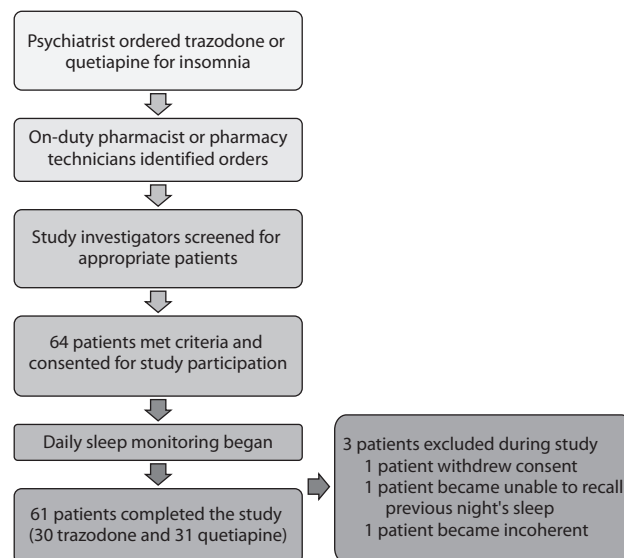 Psychiatrist ordered trazodone or
quetiapine for insomnia
On-duty pharmacist or pharmacy
technicians identified orders
Study investigators screened for
appropriate patients
64 patients met criteria and
consented for study participation
Daily sleep monitoring began
61 patients completed the study
(30 trazodone and 31 quetiapine)
3 patients excluded during study
1 patient withdrew consent
1 patient became unable to recall
previous night's sleep
1 patient became incoherent